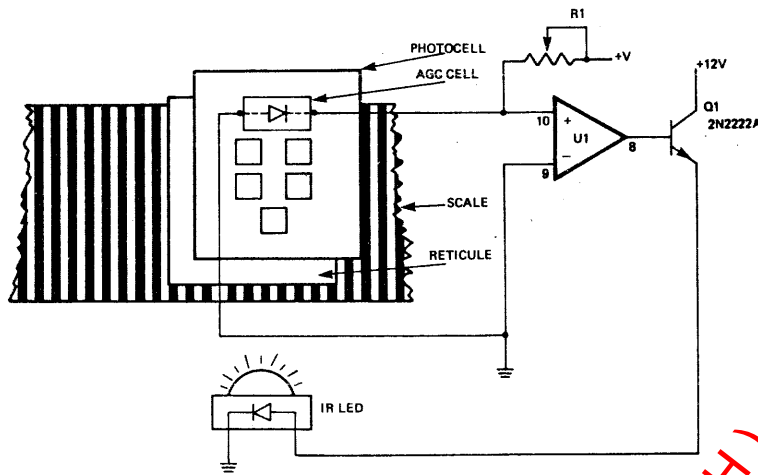 R1
PHOTOCELL
+V
AGC CELL
+12V
Q1
2N2222A
10
+
U1
8
−
9
SCALE
RETICULE
IR LED
H)